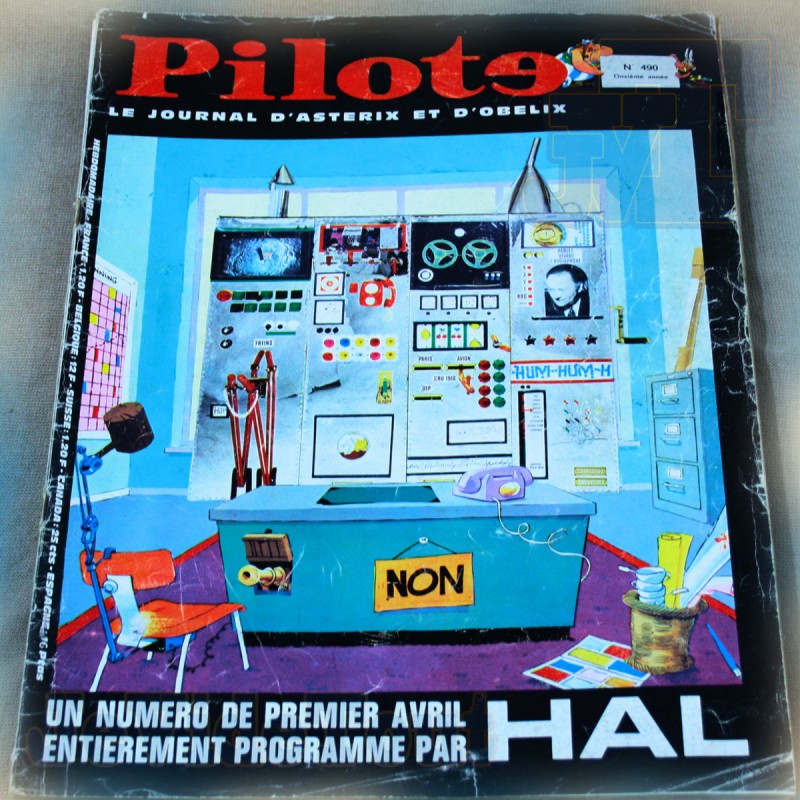 Pilote
N° 490
Onzième année
LE JOURNAL D'ASTERIX ET D'OBELIX
HEBDOMADAIRE - FRANCE: 1,20 F - BELGIQUE: 12 F - SUISSE: 1,20 F - CANADA: 25 cts - ESPAGNE: 16 Ptas
FREINS
PARIS
AVION
HUM-HUM-H
NON
UN NUMERO DE PREMIER AVRIL
ENTIEREMENT PROGRAMME PAR
HAL